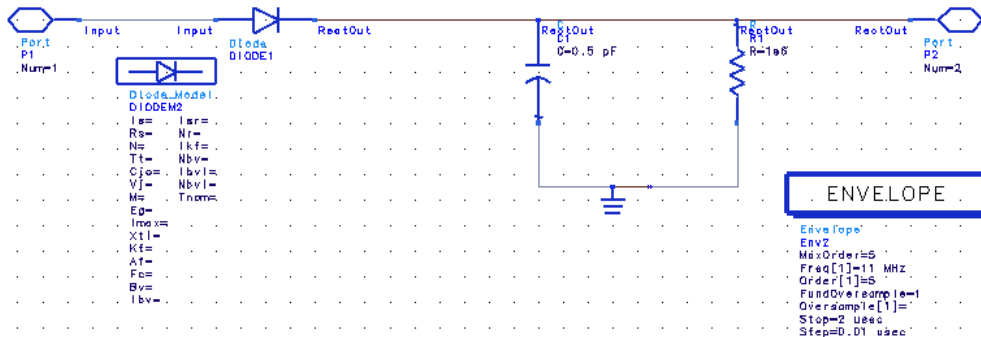 Input Input RectOut RectOut RectOut RectOut
Port
P1
Num=1
Diode
DIODE1
C
C1
C=0.5 pF
R
R1
R=1e6
Port
P2
Num=2
Diode_Model
DIODEM2
Is= Isr=
Rs= Nr=
N= Ikf=
Tt= Nbv=
Cjo= Ibvl=
Vj= Nbvl=
M= Tnom=
Eg=
Imax=
Xti=
Kf=
Af=
Fc=
Bv=
Ibv=
ENVELOPE
Envelope
Env2
MaxOrder=5
Freq[1]=11 MHz
Order[1]=5
FundOversample=1
Oversample[1]=
Stop=2 usec
Step=0.01 usec